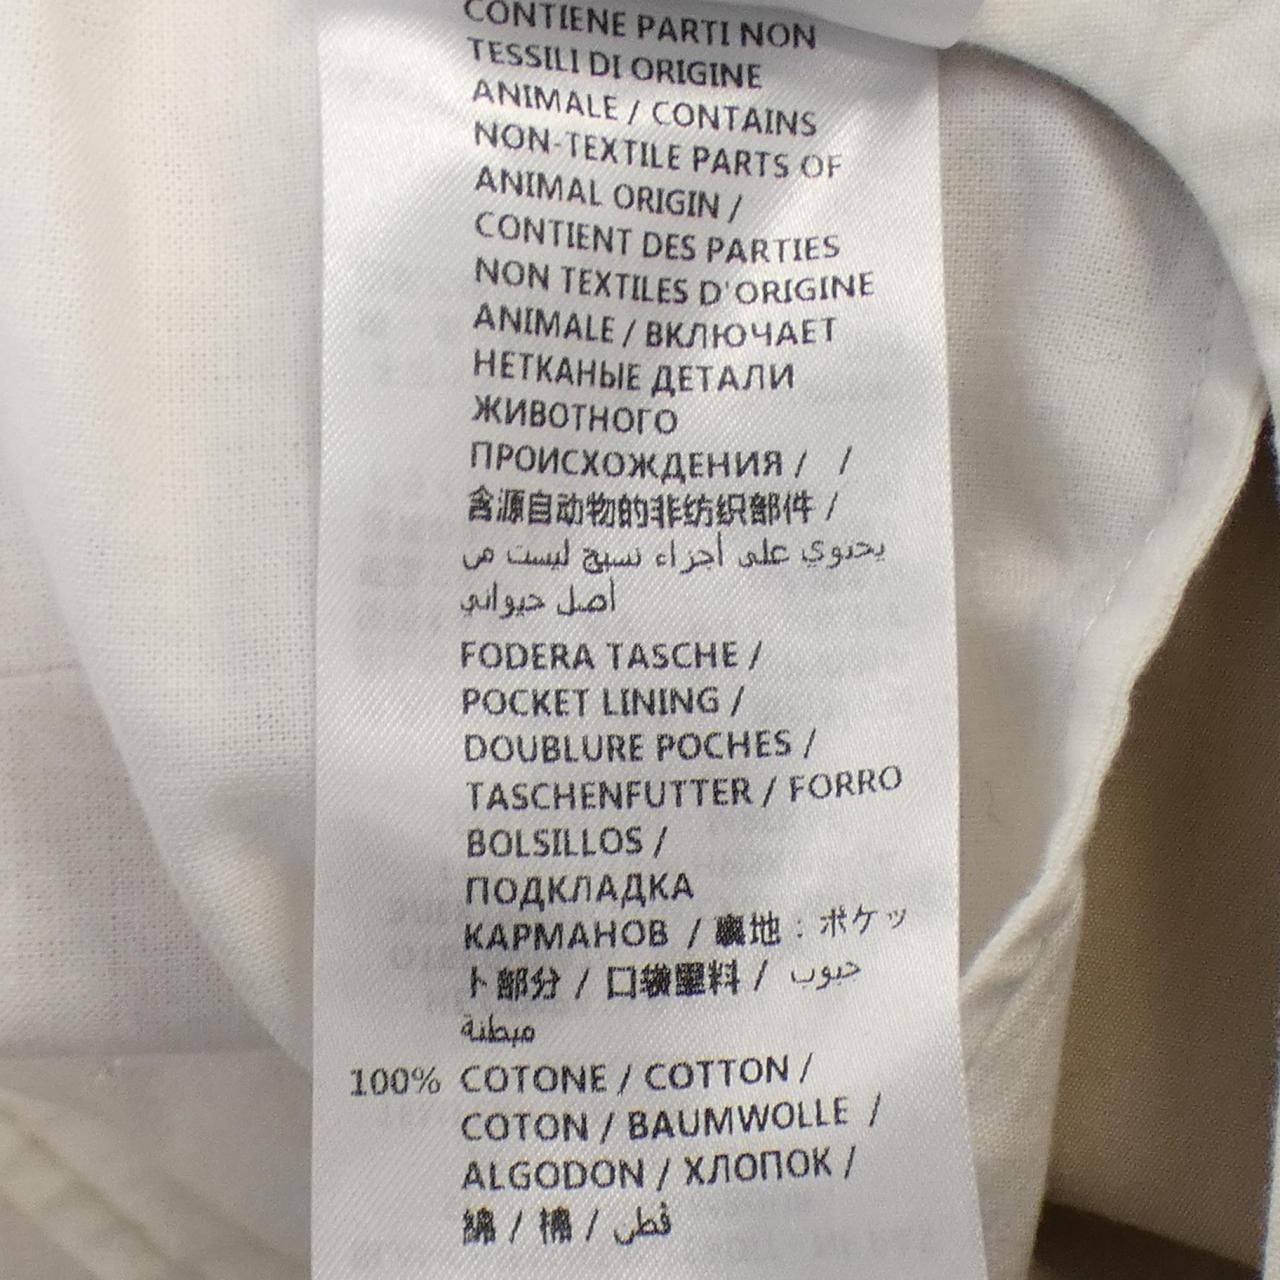 CONTIENE PARTI NON
TESSILI DI ORIGINE
ANIMALE / CONTAINS
NON-TEXTILE PARTS OF
ANIMAL ORIGIN /
CONTIENT DES PARTIES
NON TEXTILES D'ORIGINE
ANIMALE / ВКЛЮЧАЕТ
НЕТКАНЫЕ ДЕТАЛИ
ЖИВОТНОГО
ПРОИСХОЖДЕНИЯ / /
含源自动物的非纺织部件 /
يحتوي على أجزاء نسيج ليست من
أصل حيواني
FODERA TASCHE /
POCKET LINING /
DOUBLURE POCHES /
TASCHENFUTTER / FORRO
BOLSILLOS /
ПОДКЛАДКА
КАРМАНОВ / 裏地 : ポケッ
ト部分 / 口袋里料 / جيوب
مبطنة
100% COTONE / COTTON /
COTON / BAUMWOLLE /
ALGODON / ХЛОПОК /
綿 / 棉 / قطن